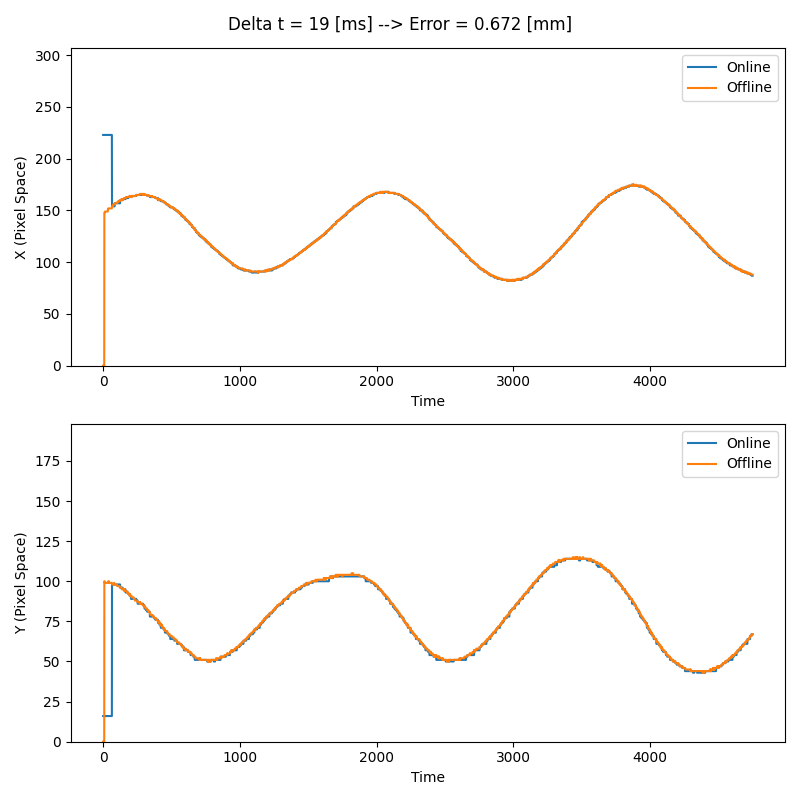 Delta t = 19 [ms] --> Error = 0.672 [mm]
300
250
200
150
100
50
0
X (Pixel Space)
Online
Offline
0
1000
2000
3000
4000
Time
175
150
125
100
75
50
25
0
Y (Pixel Space)
Online
Offline
0
1000
2000
3000
4000
Time